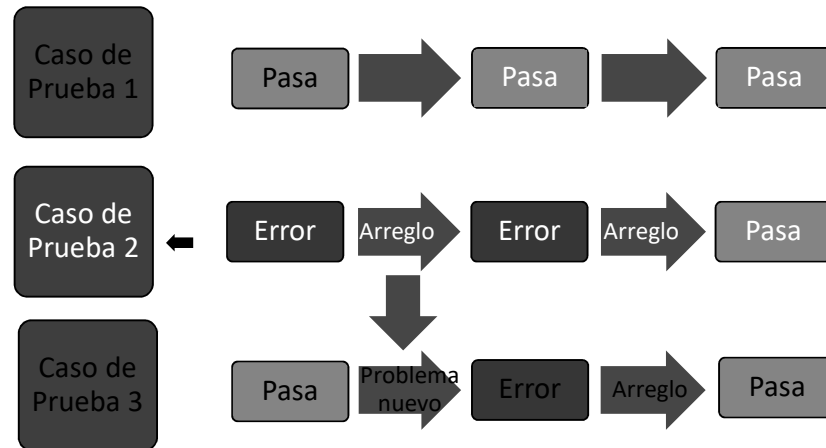 Caso de
Prueba 1
Pasa
Pasa
Pasa
Caso de
Prueba 2
Error
Arreglo
Error
Arreglo
Pasa
Caso de
Prueba 3
Pasa
Problema
nuevo
Error
Arreglo
Pasa